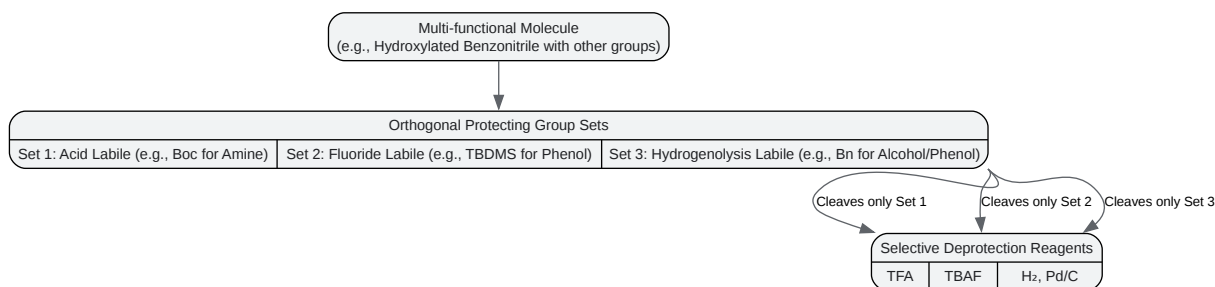 Multi-functional Molecule
(e.g., Hydroxylated Benzonitrile with other groups)
Orthogonal Protecting Group Sets
Set 1: Acid Labile (e.g., Boc for Amine)
Set 2: Fluoride Labile (e.g., TBDMS for Phenol)
Set 3: Hydrogenolysis Labile (e.g., Bn for Alcohol/Phenol)
Cleaves only Set 1
Cleaves only Set 2
Cleaves only Set 3
Selective Deprotection Reagents
TFA
TBAF
H₂, Pd/C